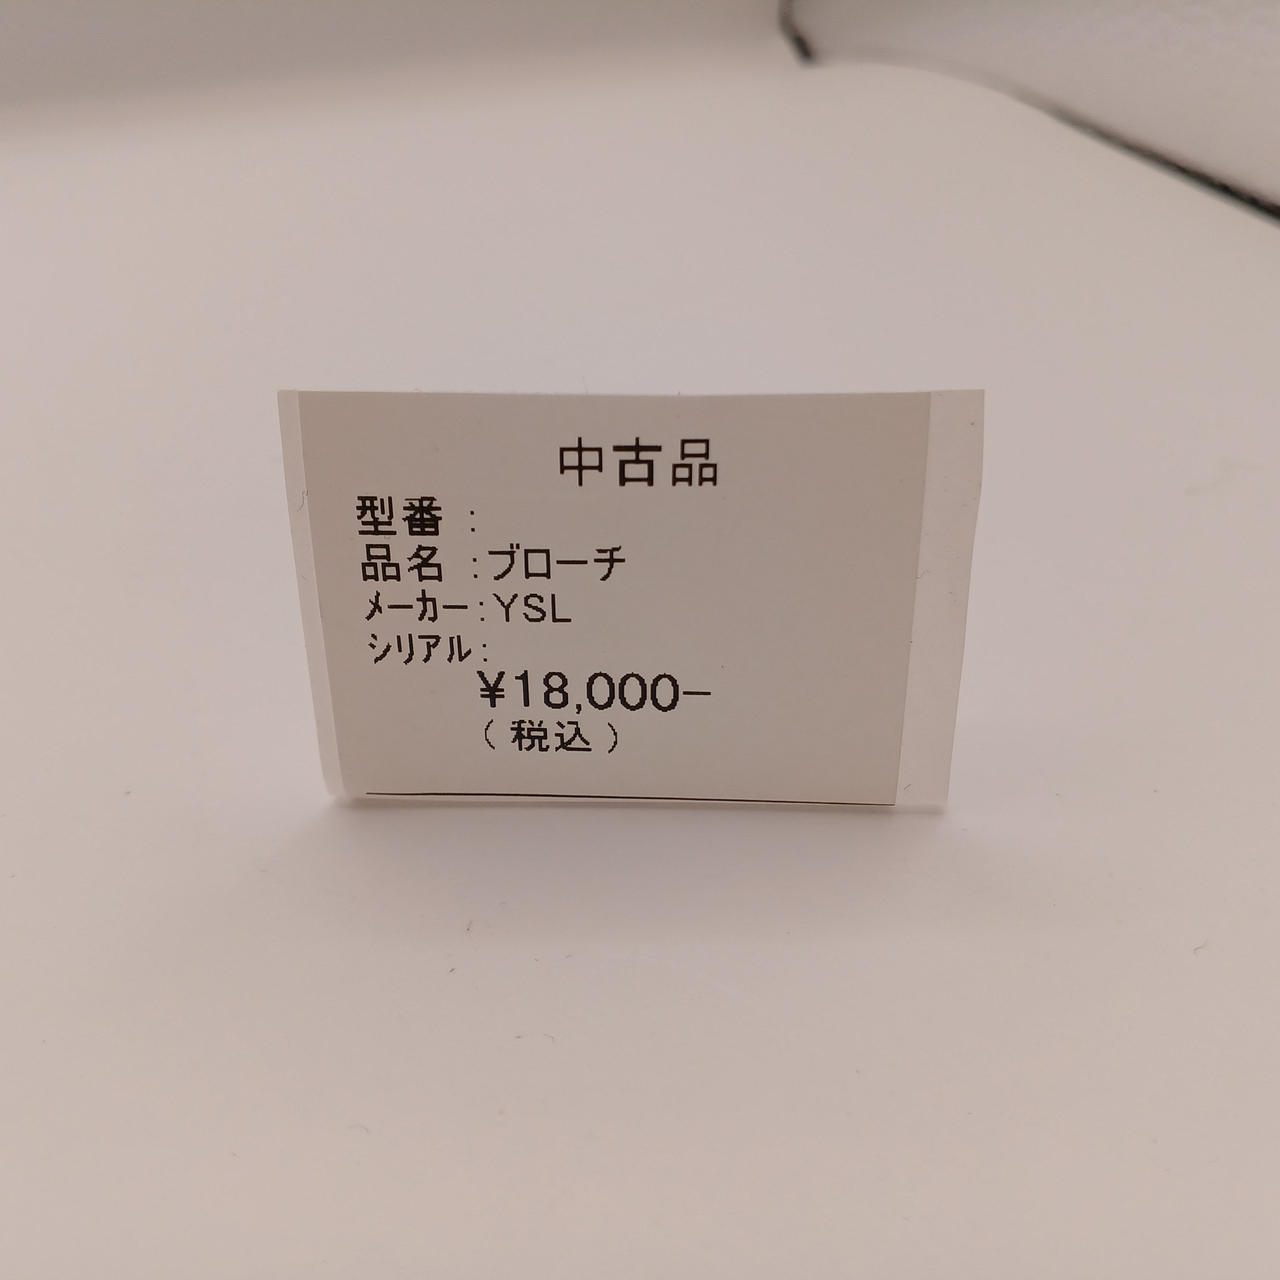 中古品
型番 :
品名 :ブローチ
メーカー:YSL
シリアル:
¥18,000−
(税込)